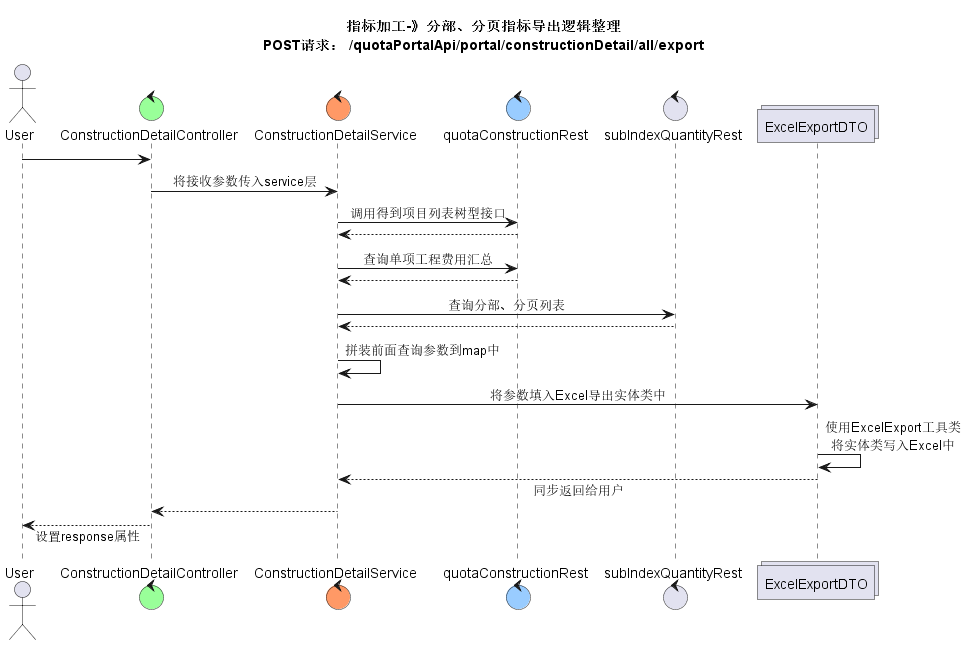 指标加工-》分部、分页指标导出逻辑整理
POST请求： /quotaPortalApi/portal/constructionDetail/all/export
User
ConstructionDetailController
ConstructionDetailService
quotaConstructionRest
subIndexQuantityRest
ExcelExportDTO
将接收参数传入service层
调用得到项目列表树型接口
查询单项工程费用汇总
查询分部、分页列表
拼装前面查询参数到map中
将参数填入Excel导出实体类中
使用ExcelExport工具类
将实体类写入Excel中
同步返回给用户
设置response属性
User
ConstructionDetailController
ConstructionDetailService
quotaConstructionRest
subIndexQuantityRest
ExcelExportDTO